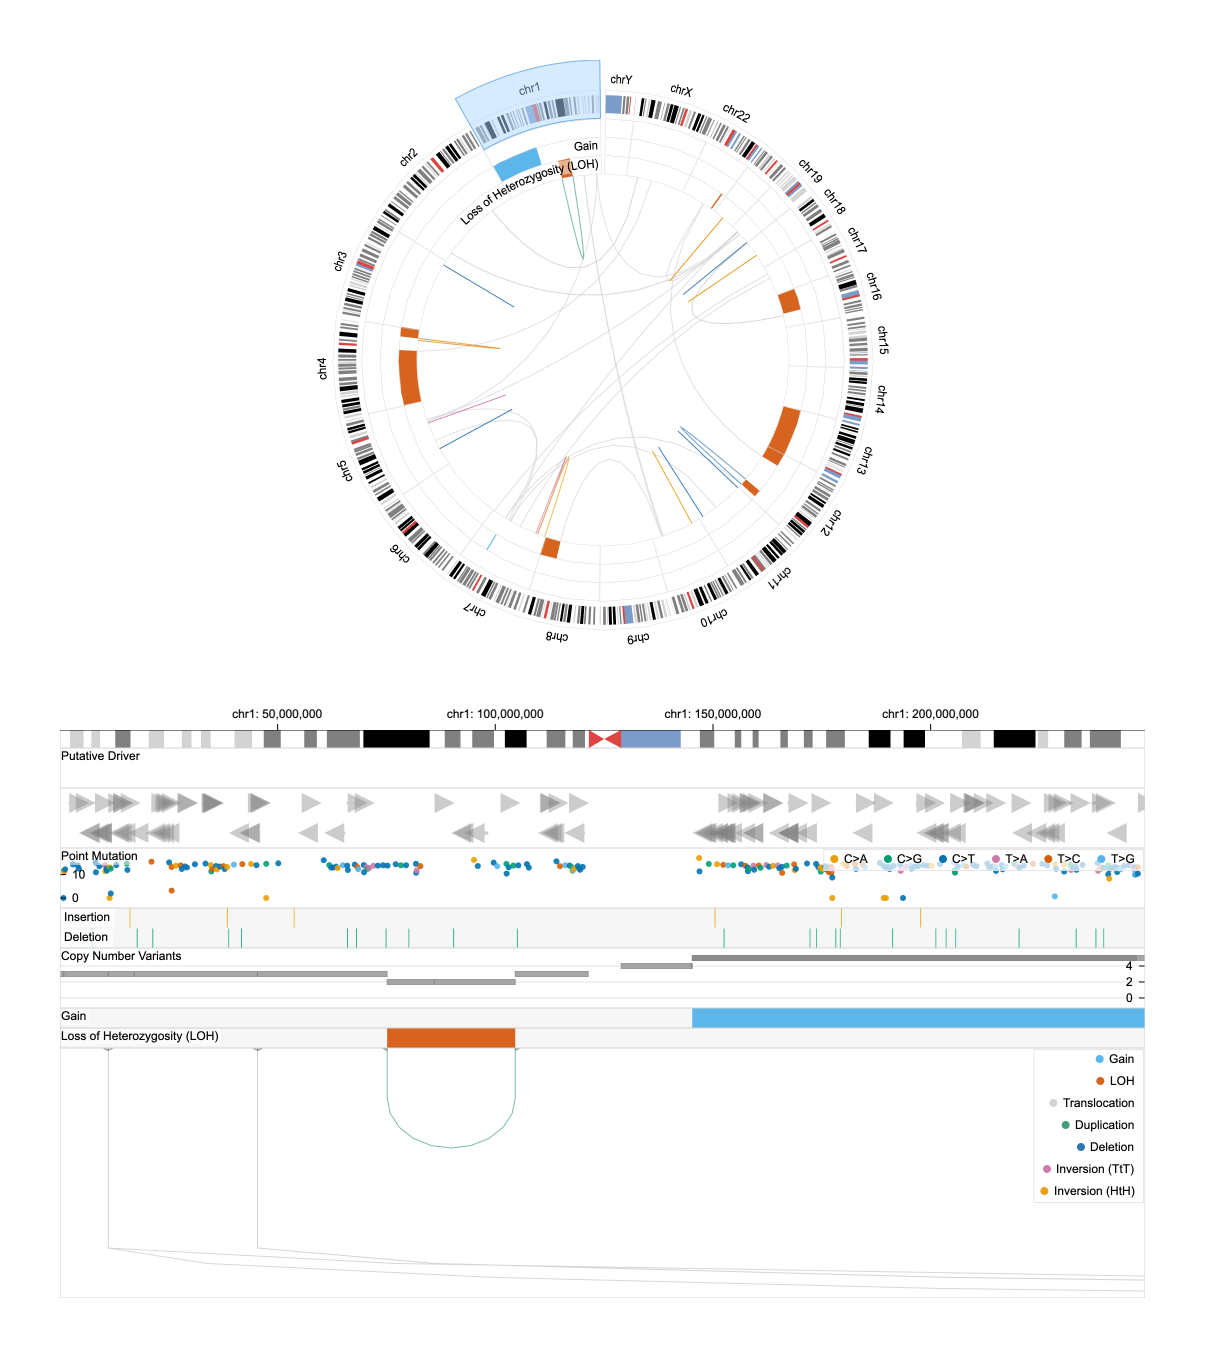 chr1
chrY
chrX
chr22
chr19
chr18
chr17
chr16
chr15
chr14
chr13
chr12
chr11
chr10
chr9
chr8
chr7
chr6
chr5
chr4
chr3
chr2
Gain
Loss of Heterozygosity (LOH)
chr1: 50,000,000 chr1: 100,000,000 chr1: 150,000,000 chr1: 200,000,000
Putative Driver
Point Mutation
C>A C>G C>T T>A T>C T>G
10
0
Insertion
Deletion
Copy Number Variants
4
2
0
Gain
Loss of Heterozygosity (LOH)
Gain
LOH
Translocation
Duplication
Deletion
Inversion (TtT)
Inversion (HtH)